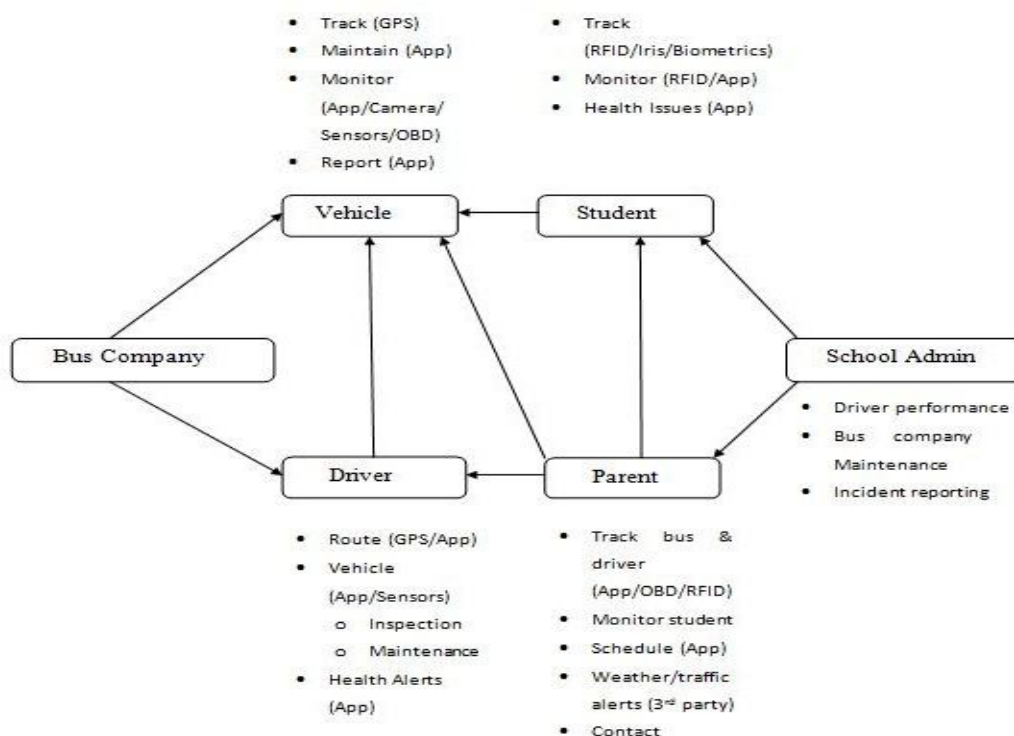 • Track (GPS)
• Maintain (App)
• Monitor
(App/Camera/
Sensors/OBD)
• Report (App)
• Track
(RFID/Iris/Biometrics)
• Monitor (RFID/App)
• Health Issues (App)
Vehicle
Student
Bus Company
School Admin
• Driver performance
• Bus company
Maintenance
• Incident reporting
Driver
Parent
• Route (GPS/App)
• Vehicle
(App/Sensors)
o Inspection
o Maintenance
• Health Alerts
(App)
• Track bus &
driver
(App/OBD/RFID)
• Monitor student
• Schedule (App)
• Weather/traffic
alerts (3rd party)
• Contact